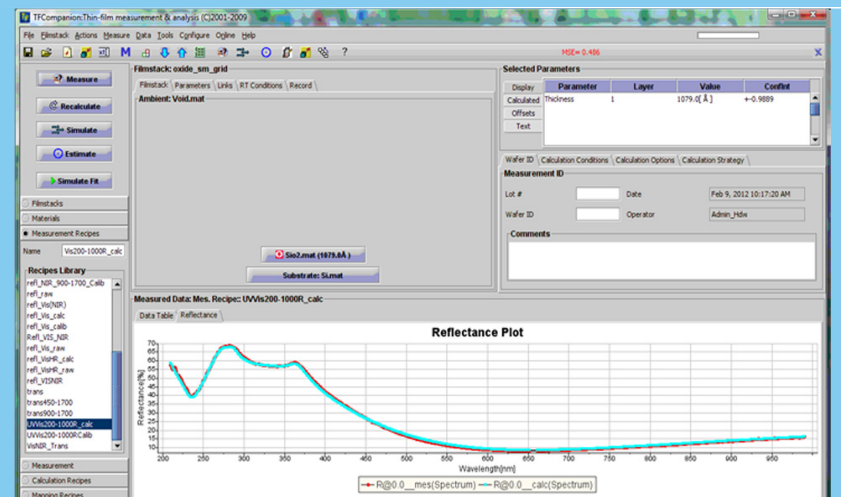 TFCompanion:Thin-film measurement & analysis (C)2001-2009
File Filmstack Actions Measure Data Tools Configure Online Help
M ?
MSE= 0.486
X
Measure
Recalculate
Simulate
Estimate
Simulate Fit
Filmstacks
Materials
Measurement Recipes
Name Vis200-1000R_calc
Recipes Library
refl_NIR_900-1700_Calib
refl_raw
refl_Vis(NIR)
refl_Vis_calc
refl_Vis_calib
Refl_VIS_NIR
refl_Vis_raw
refl_VisHR_calc
refl_VisHR_raw
refl_VISNIR
trans
trans450-1700
trans900-1700
UVVis200-1000R_calc
UVVis200-1000RCalib
VisNIR_Trans
Measurement
Calculation Recipes
Mapping Recipes
Filmstack: oxide_sm_grid
Filmstack Parameters Links RT Conditions Record
Ambient: Void.mat
Sio2.mat (1079.0Å )
Substrate: Si.mat
Selected Parameters
Display Parameter Layer Value ConfInt
Calculated Thickness 1 1079.0[ Å ] +-0.9889
Offsets
Text
Wafer ID Calculation Conditions Calculation Options Calculation Strategy
Measurement ID
Lot # Date Feb 9, 2012 10:17:20 AM
Wafer ID Operator Admin_Hdw
Comments
Measured Data: Mes. Recipe:: UVVis200-1000R_calc
Data Table Reflectance
Reflectance Plot
Reflectance[%]
70
65
60
55
50
45
40
35
30
25
20
15
10
200 250 300 350 400 450 500 550 600 650 700 750 800 850 900 950
Wavelength[nm]
R@0.0__mes(Spectrum) R@0.0__calc(Spectrum)